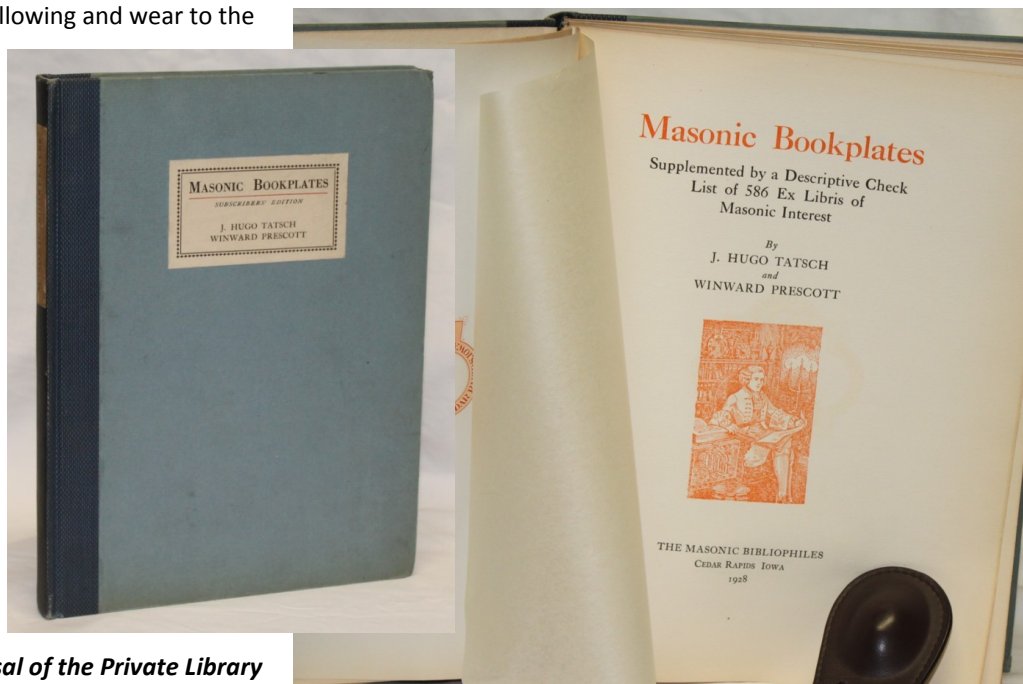 llowing and wear to the
MASONIC BOOKPLATES
SUBSCRIBERS' EDITION
J. HUGO TATSCH
WINWARD PRESCOTT
Masonic Bookplates
Supplemented by a Descriptive Check
List of 586 Ex Libris of
Masonic Interest
By
J. HUGO TATSCH
and
WINWARD PRESCOTT
THE MASONIC BIBLIOPHILES
CEDAR RAPIDS IOWA
1928
sal of the Private Library